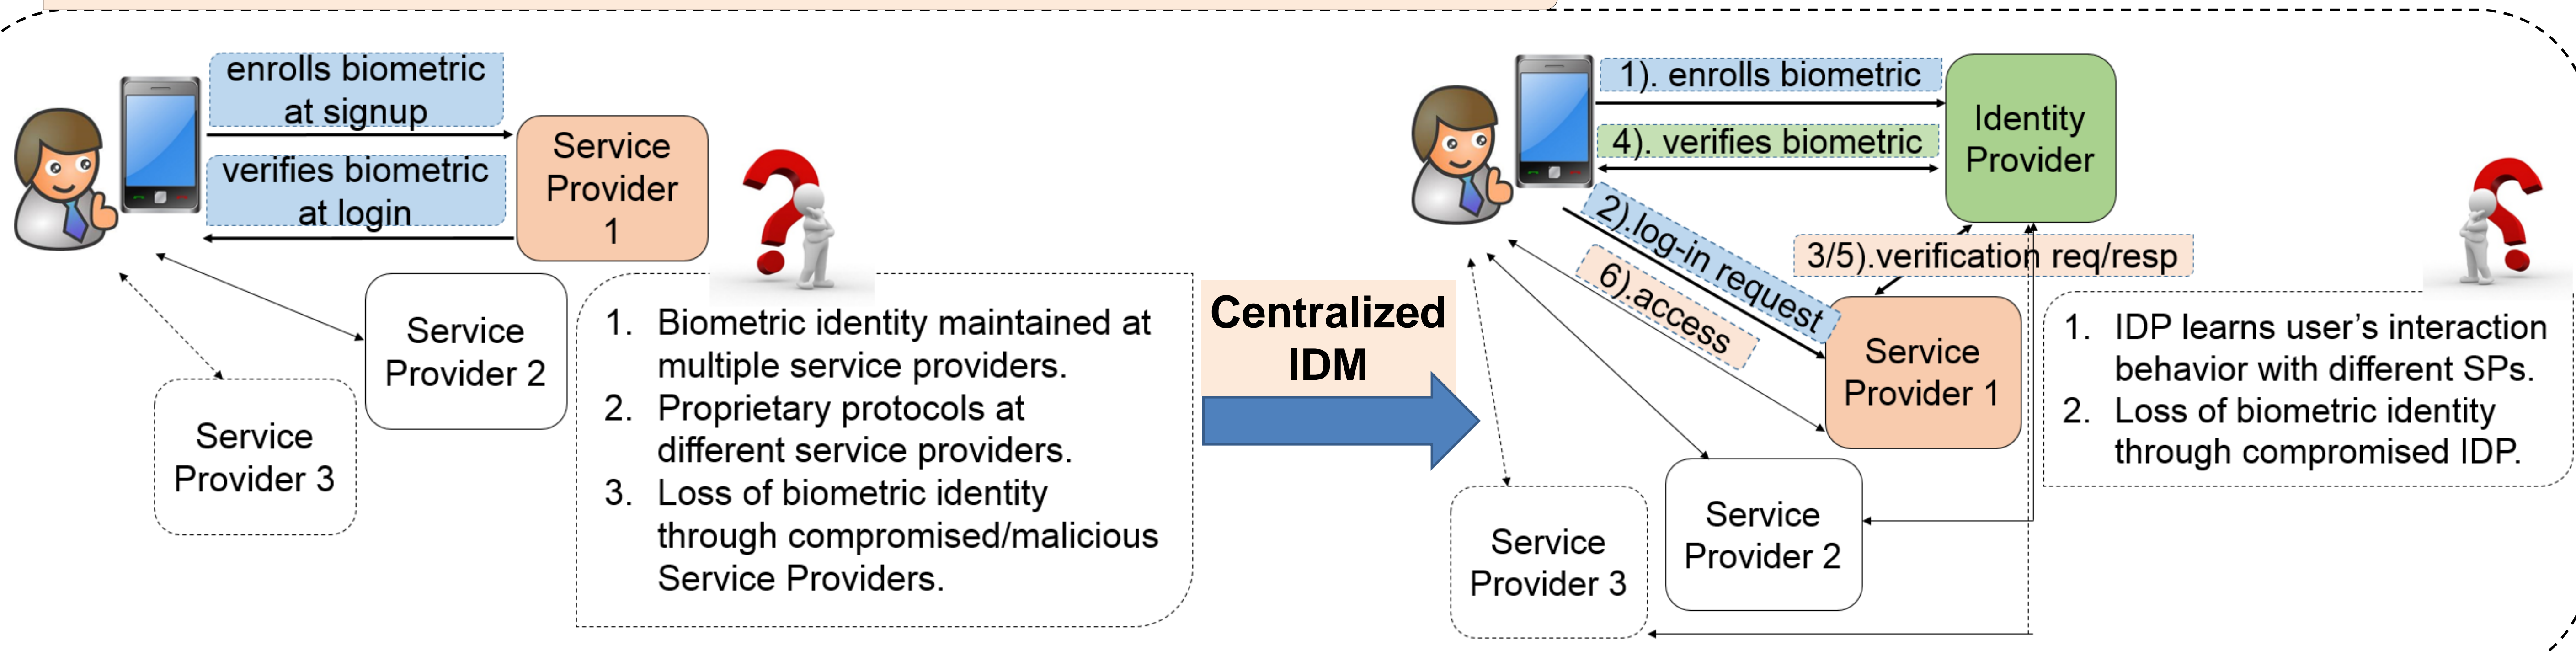 enrolls biometric
at signup
verifies biometric
at login
Service
Provider
1
Service
Provider 2
Service
Provider 3
1. Biometric identity maintained at
multiple service providers.
2. Proprietary protocols at
different service providers.
3. Loss of biometric identity
through compromised/malicious
Service Providers.
Centralized
IDM
1). enrolls biometric
4). verifies biometric
Identity
Provider
2).log-in request
6).access
3/5).verification req/resp
Service
Provider 1
Service
Provider 2
Service
Provider 3
1. IDP learns user’s interaction
behavior with different SPs.
2. Loss of biometric identity
through compromised IDP.